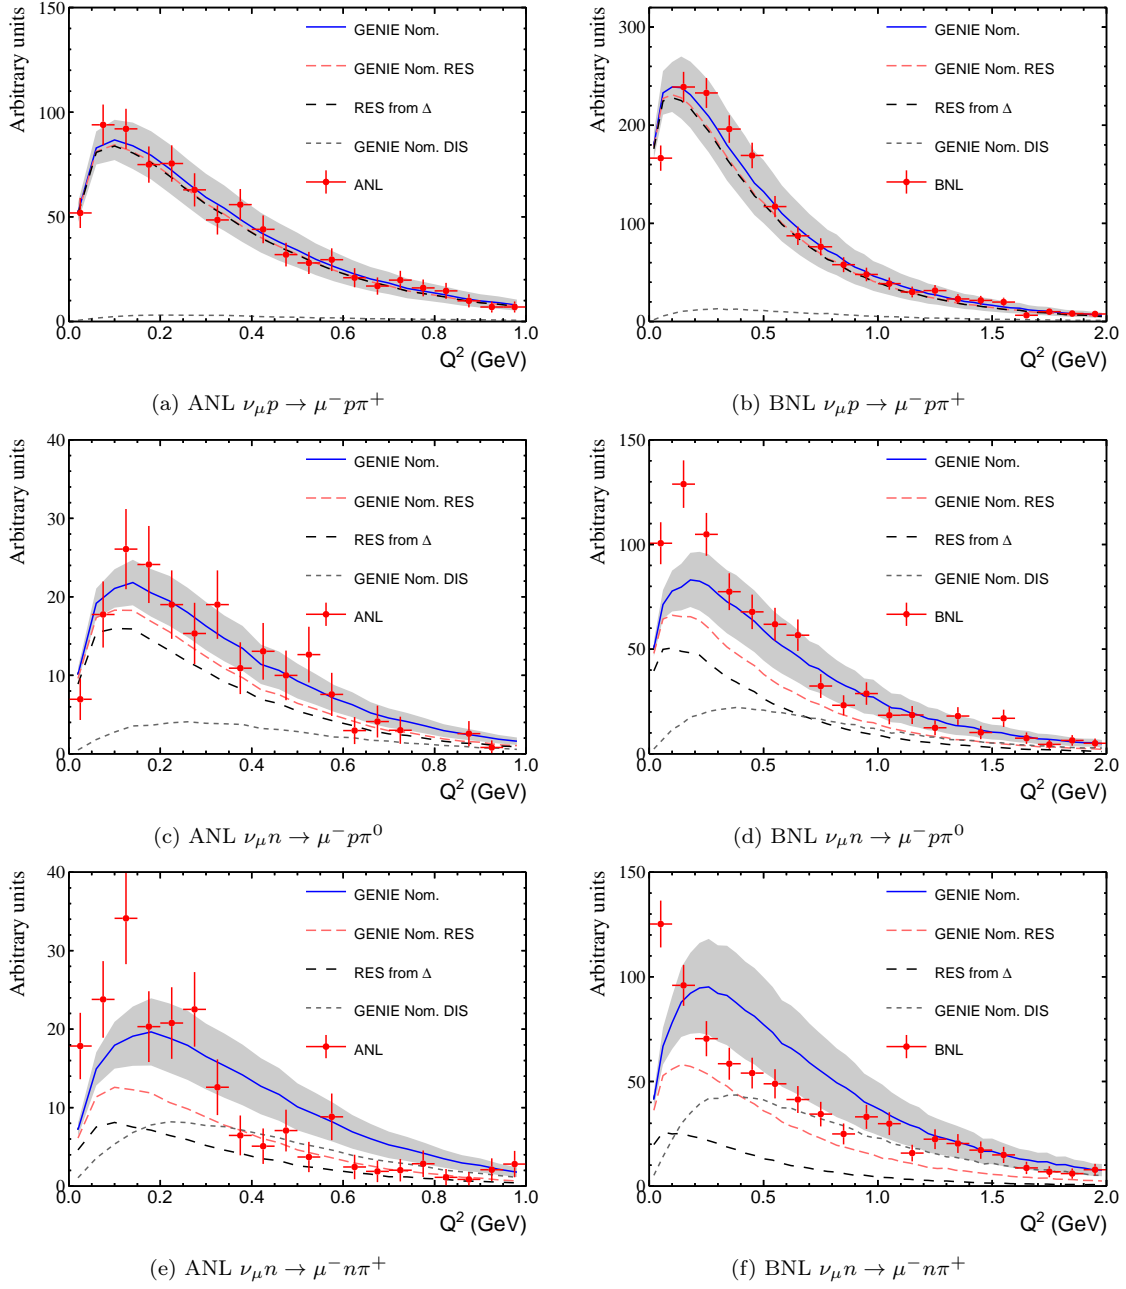 Arbitrary units
150
100
50
0
0.0 0.2 0.4 0.6 0.8 1.0
Q² (GeV)
GENIE Nom.
GENIE Nom. RES
RES from Δ
GENIE Nom. DIS
ANL
(a) ANL νμp → μ⁻pπ⁺
Arbitrary units
300
200
100
0
0.0 0.5 1.0 1.5 2.0
Q² (GeV)
GENIE Nom.
GENIE Nom. RES
RES from Δ
GENIE Nom. DIS
BNL
(b) BNL νμp → μ⁻pπ⁺
Arbitrary units
40
30
20
10
0
0.0 0.2 0.4 0.6 0.8 1.0
Q² (GeV)
GENIE Nom.
GENIE Nom. RES
RES from Δ
GENIE Nom. DIS
ANL
(c) ANL νμn → μ⁻pπ⁰
Arbitrary units
150
100
50
0
0.0 0.5 1.0 1.5 2.0
Q² (GeV)
GENIE Nom.
GENIE Nom. RES
RES from Δ
GENIE Nom. DIS
BNL
(d) BNL νμn → μ⁻pπ⁰
Arbitrary units
40
30
20
10
0
0.0 0.2 0.4 0.6 0.8 1.0
Q² (GeV)
GENIE Nom.
GENIE Nom. RES
RES from Δ
GENIE Nom. DIS
ANL
(e) ANL νμn → μ⁻nπ⁺
Arbitrary units
150
100
50
0
0.0 0.5 1.0 1.5 2.0
Q² (GeV)
GENIE Nom.
GENIE Nom. RES
RES from Δ
GENIE Nom. DIS
BNL
(f) BNL νμn → μ⁻nπ⁺